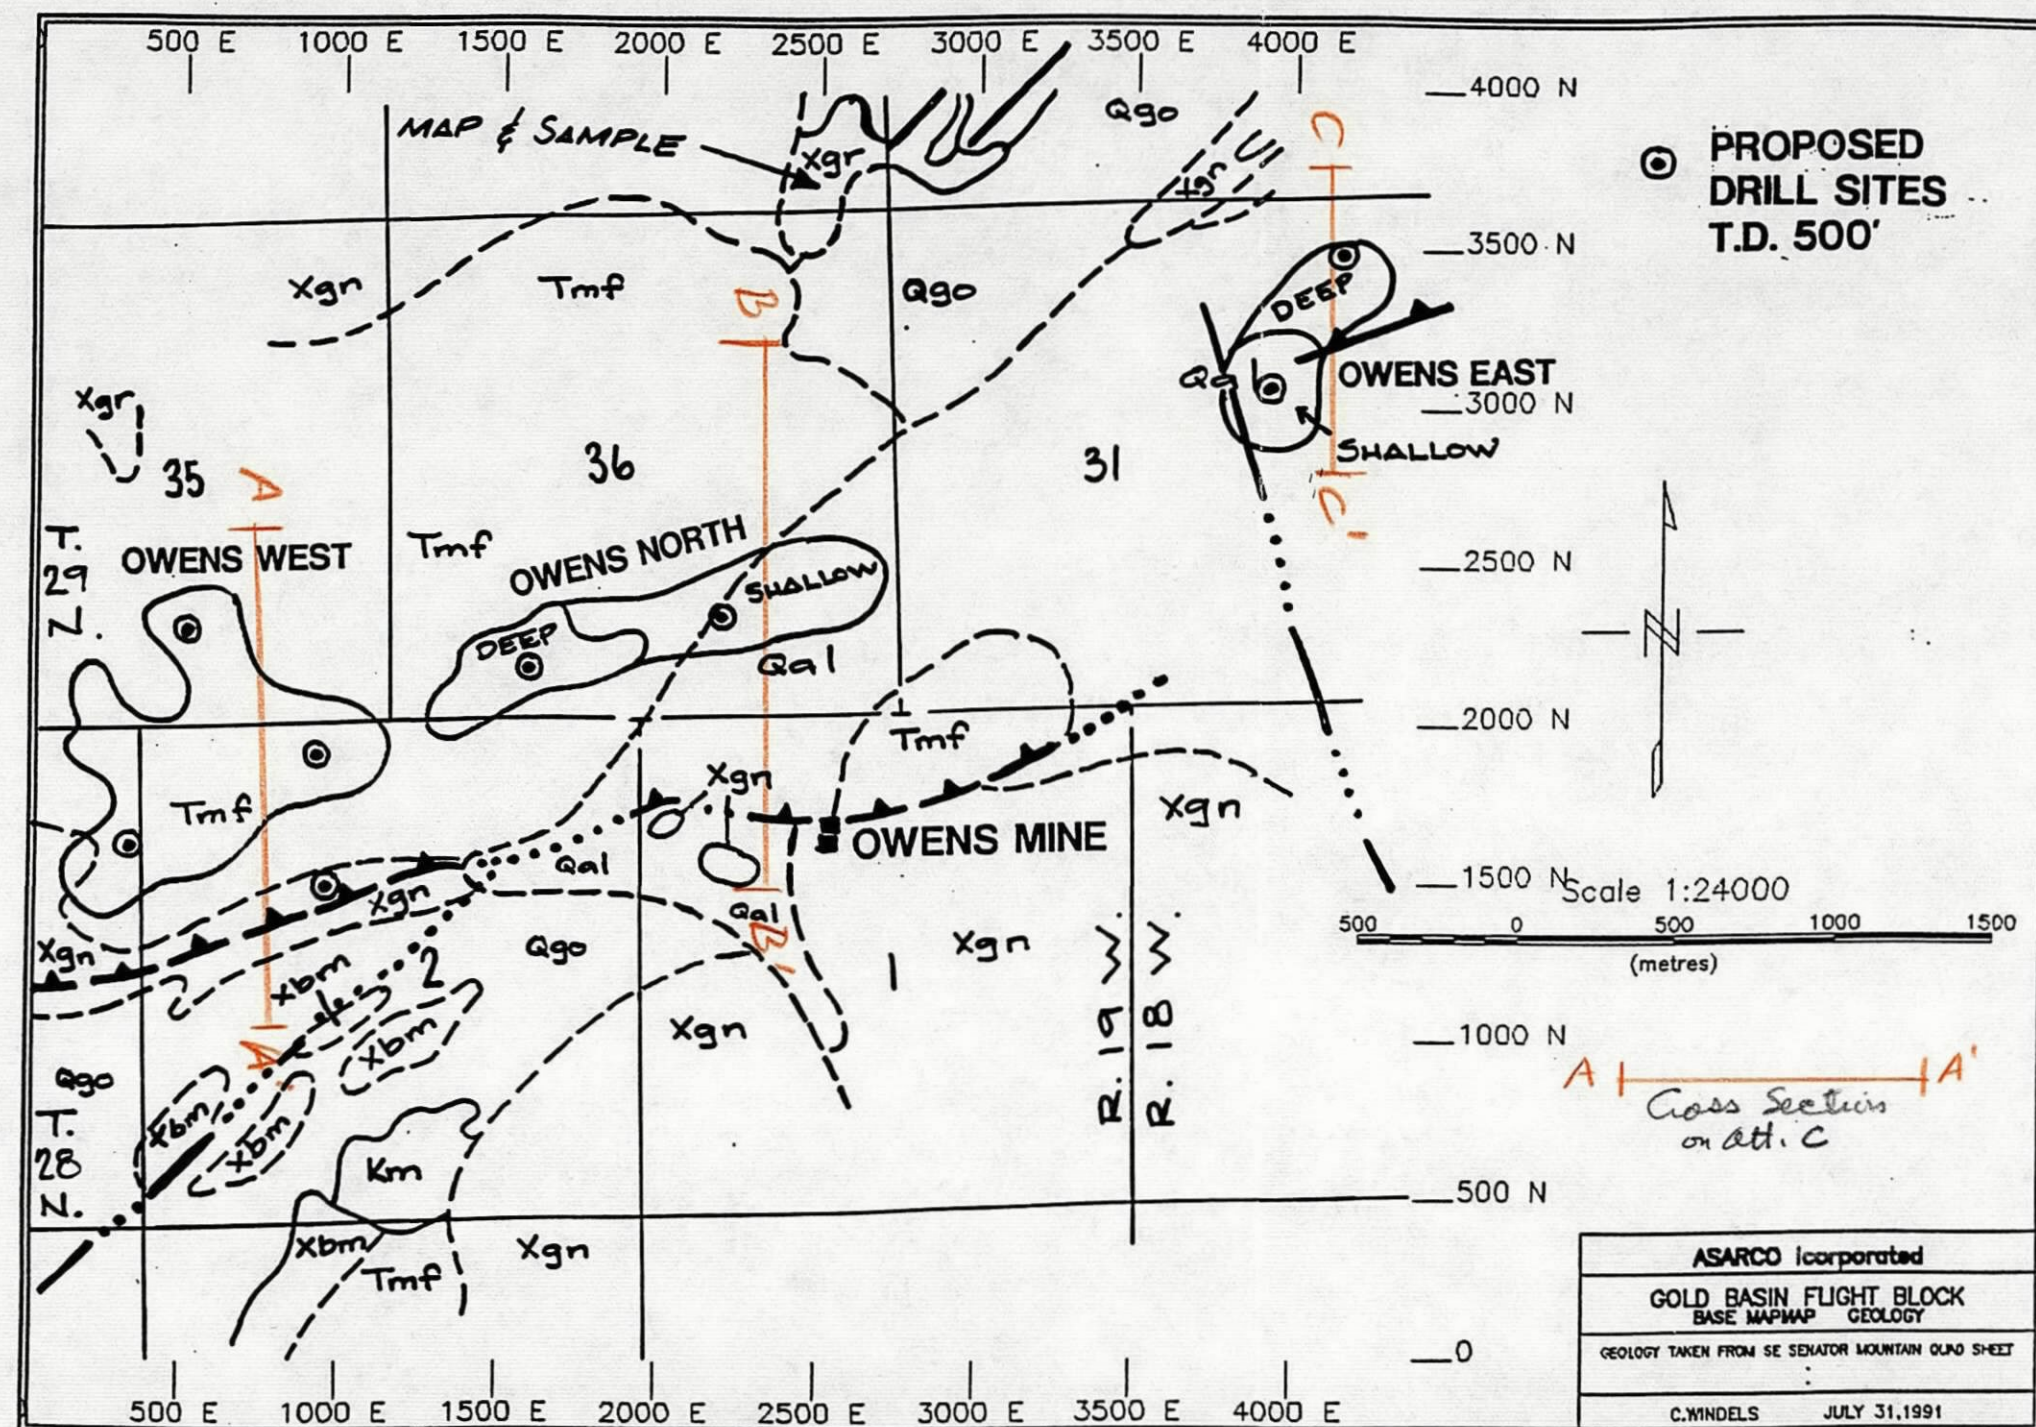 500 E 1000 E 1500 E 2000 E 2500 E 3000 E 3500 E 4000 E
4000 N
MAP & SAMPLE
Xgr
Qgo
C
PROPOSED
DRILL SITES
T.D. 500'
Xgn
3500 N
Xgn
Tmf
B
Qgo
DEEP
Qal
OWENS EAST
3000 N
SHALLOW
Xgr
35
A
36
31
C'
T.
29
N.
OWENS WEST
Tmf
OWENS NORTH
SHALLOW
DEEP
Qal
2500 N
N
2000 N
Tmf
Tmf
Xgn
Xgn
OWENS MINE
Qal
Xgn
Qal
B'
1500 N
Scale 1:24000
500 0 500 1000 1500
(metres)
Xgn
Qgo
Xgn
1
2
Xbm
Xbm
A'
Xgn
R. 19 W.
R. 18 W.
1000 N
A A'
Cross Section
on att. C
Qgo
T.
28
N.
Xbm
Xbm
Km
500 N
Xbm
Tmf
Xgn
0
500 E 1000 E 1500 E 2000 E 2500 E 3000 E 3500 E 4000 E
ASARCO icorporated
GOLD BASIN FLIGHT BLOCK
BASE MAPMAP GEOLOGY
GEOLOGY TAKEN FROM SE SENATOR MOUNTAIN QUAD SHEET
C.WINDELS JULY 31,1991